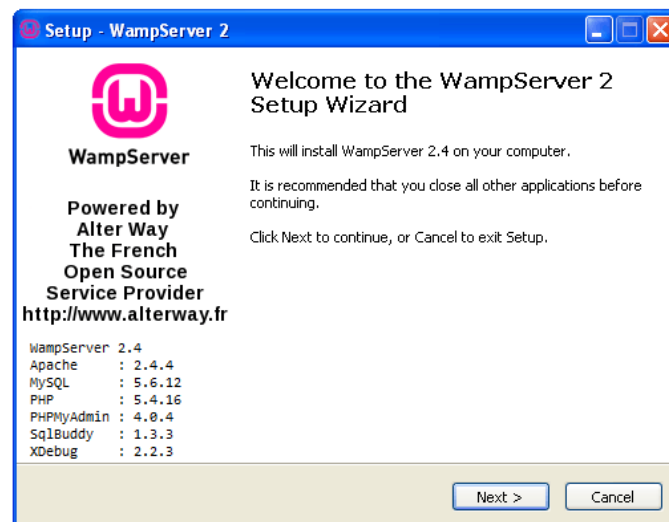 Setup - WampServer 2
WampServer
Powered by
Alter Way
The French
Open Source
Service Provider
http://www.alterway.fr
WampServer 2.4
Apache : 2.4.4
MySQL : 5.6.12
PHP : 5.4.16
PHPMyAdmin : 4.0.4
SqlBuddy : 1.3.3
XDebug : 2.2.3
Welcome to the WampServer 2
Setup Wizard
This will install WampServer 2.4 on your computer.
It is recommended that you close all other applications before
continuing.
Click Next to continue, or Cancel to exit Setup.
Next >
Cancel